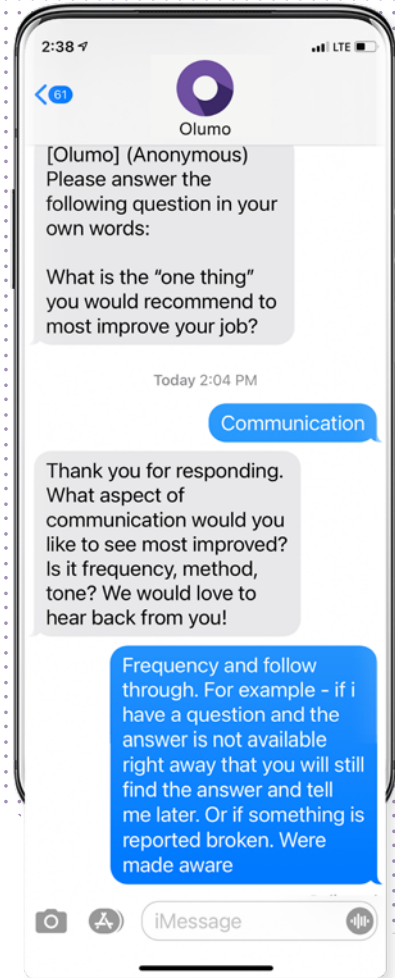 2:38
LTE
61
Olumo
[Olumo] (Anonymous)
Please answer the
following question in your
own words:
What is the “one thing”
you would recommend to
most improve your job?
Today 2:04 PM
Communication
Thank you for responding.
What aspect of
communication would you
like to see most improved?
Is it frequency, method,
tone? We would love to
hear back from you!
Frequency and follow
through. For example - if i
have a question and the
answer is not available
right away that you will still
find the answer and tell
me later. Or if something is
reported broken. Were
made aware
iMessage